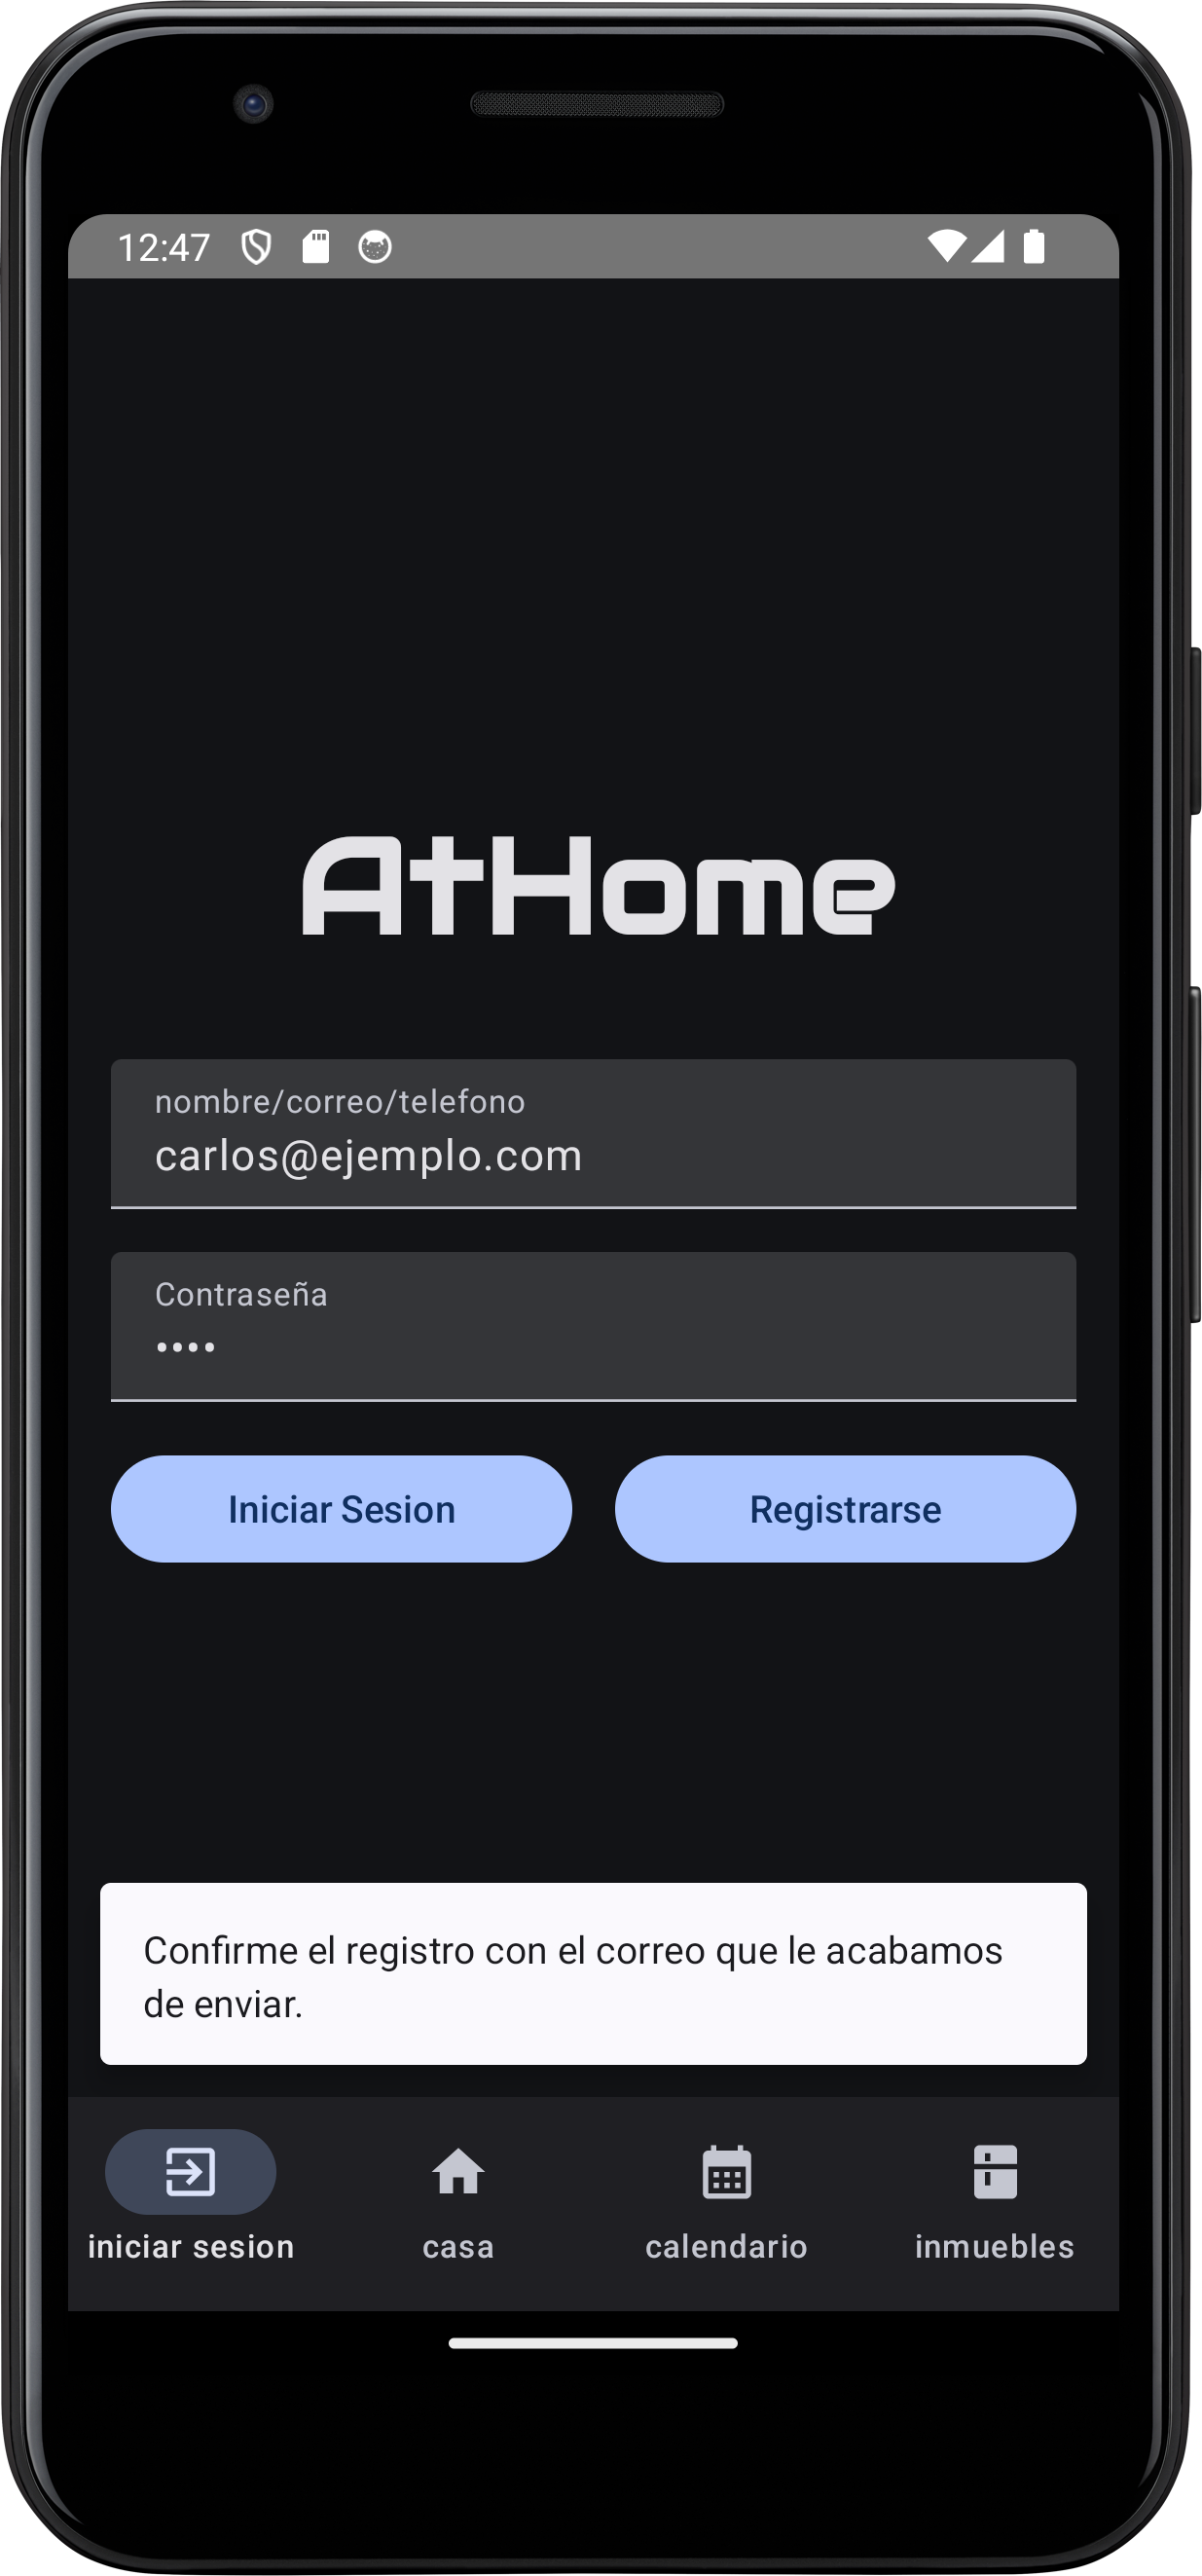 12:47
AtHome
nombre/correo/telefono
carlos@ejemplo.com
Contraseña
••••
Iniciar Sesion
Registrarse
Confirme el registro con el correo que le acabamos
de enviar.
iniciar sesion
casa
calendario
inmuebles